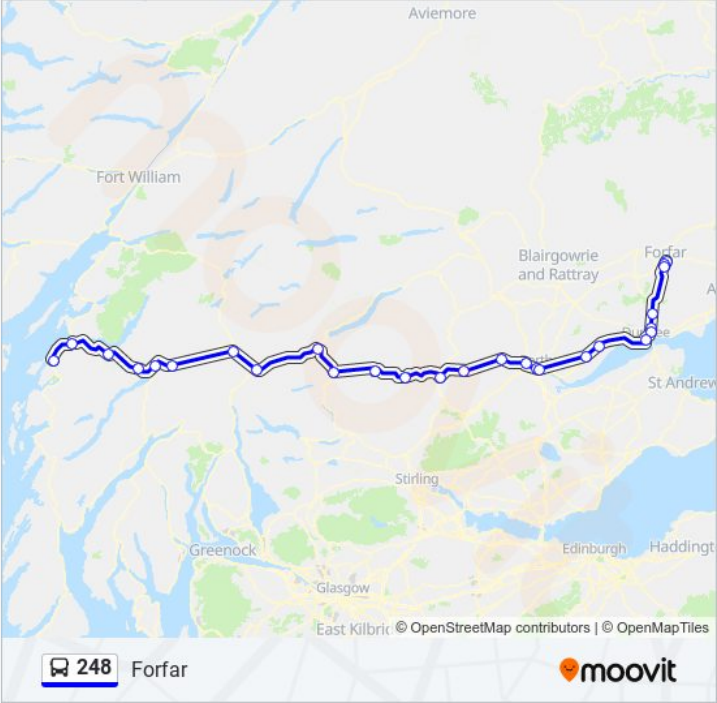 Aviemore
Fort William
Blairgowrie
and Rattray
Forfar
St Andrew
Stirling
Greenock
Edinburgh
Haddingt
Glasgow
East Kilbric
© OpenStreetMap contributors | © OpenMapTiles
248 Forfar
moovit